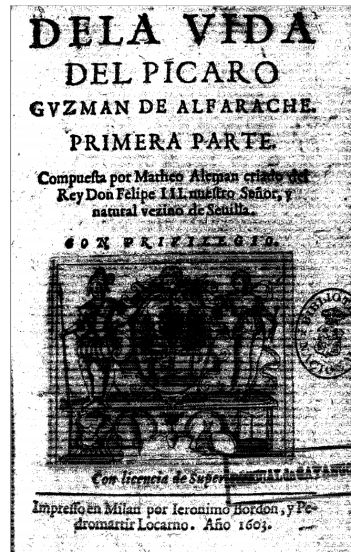 DELA VIDA
DEL PICARO
GVZMAN DE ALFARACHE.
PRIMERA PARTE.
Compuesta por Matheo Aleman criado del
Rey Don Felipe III. nuestro Señor, y
natural vezino de Seuilla.
CON PRIVILEGIO.
Con licencia de
Impresso en Milan por Ieronimo Bordon, y Pe-
dromartir Locarno. Año 1603.